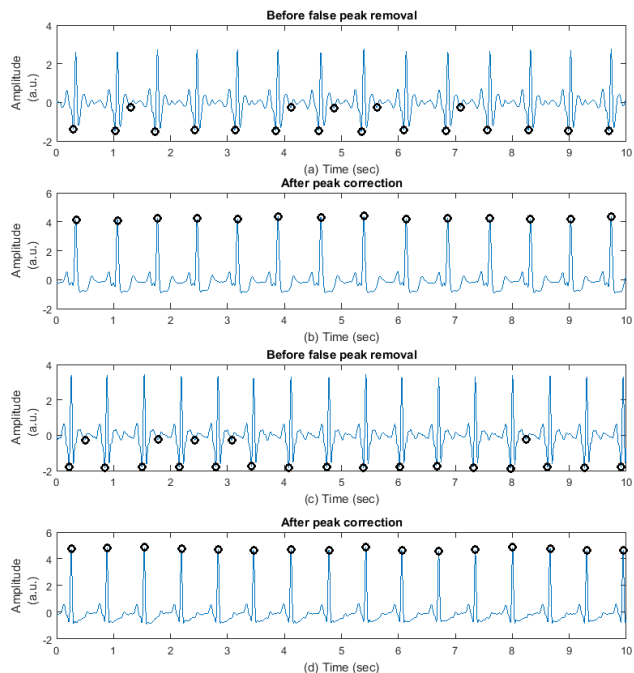 Before false peak removal
4
2
0
-2
Amplitude
(a.u.)
0 1 2 3 4 5 6 7 8 9 10
(a) Time (sec)
After peak correction
6
4
2
0
-2
Amplitude
(a.u.)
0 1 2 3 4 5 6 7 8 9 10
(b) Time (sec)
Before false peak removal
4
2
0
-2
Amplitude
(a.u.)
0 1 2 3 4 5 6 7 8 9 10
(c) Time (sec)
After peak correction
6
4
2
0
-2
Amplitude
(a.u.)
0 1 2 3 4 5 6 7 8 9 10
(d) Time (sec)